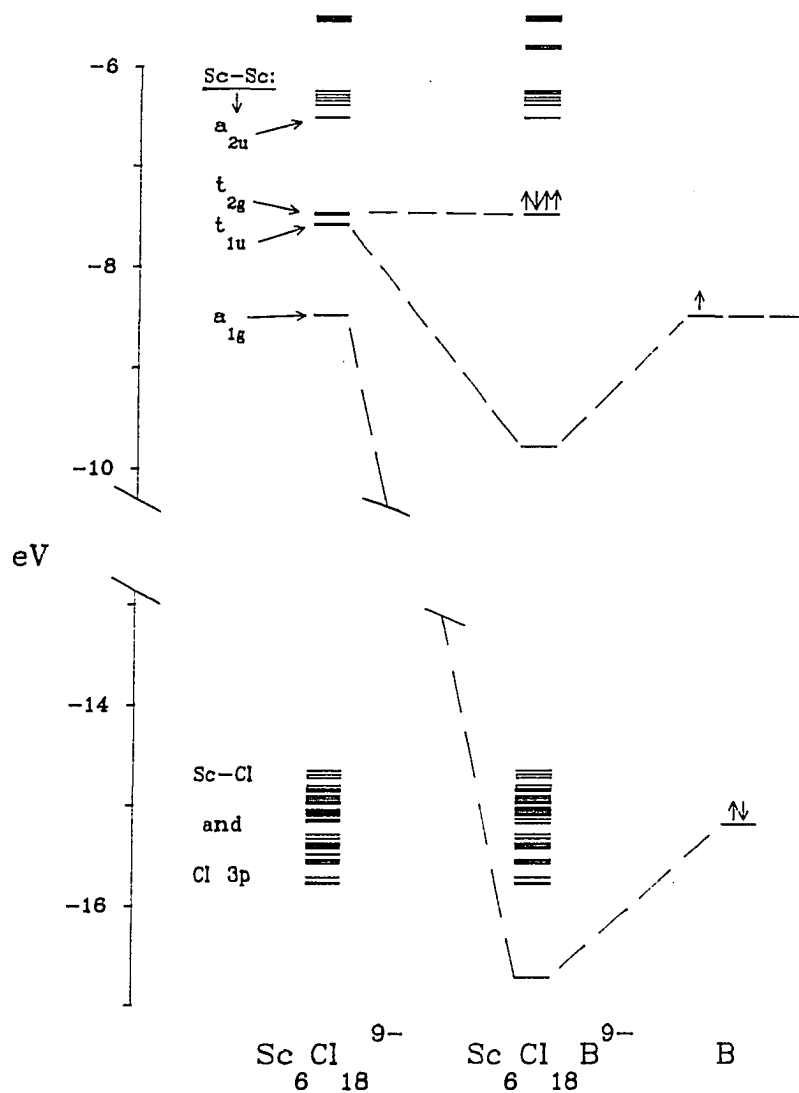 -6
Sc-Sc:
↓
a2u
t2g
t1u
-8
a1g
-10
eV
-14
Sc-Cl
and
Cl 3p
-16
Sc6Cl18 9-
Sc6Cl18B 9-
B